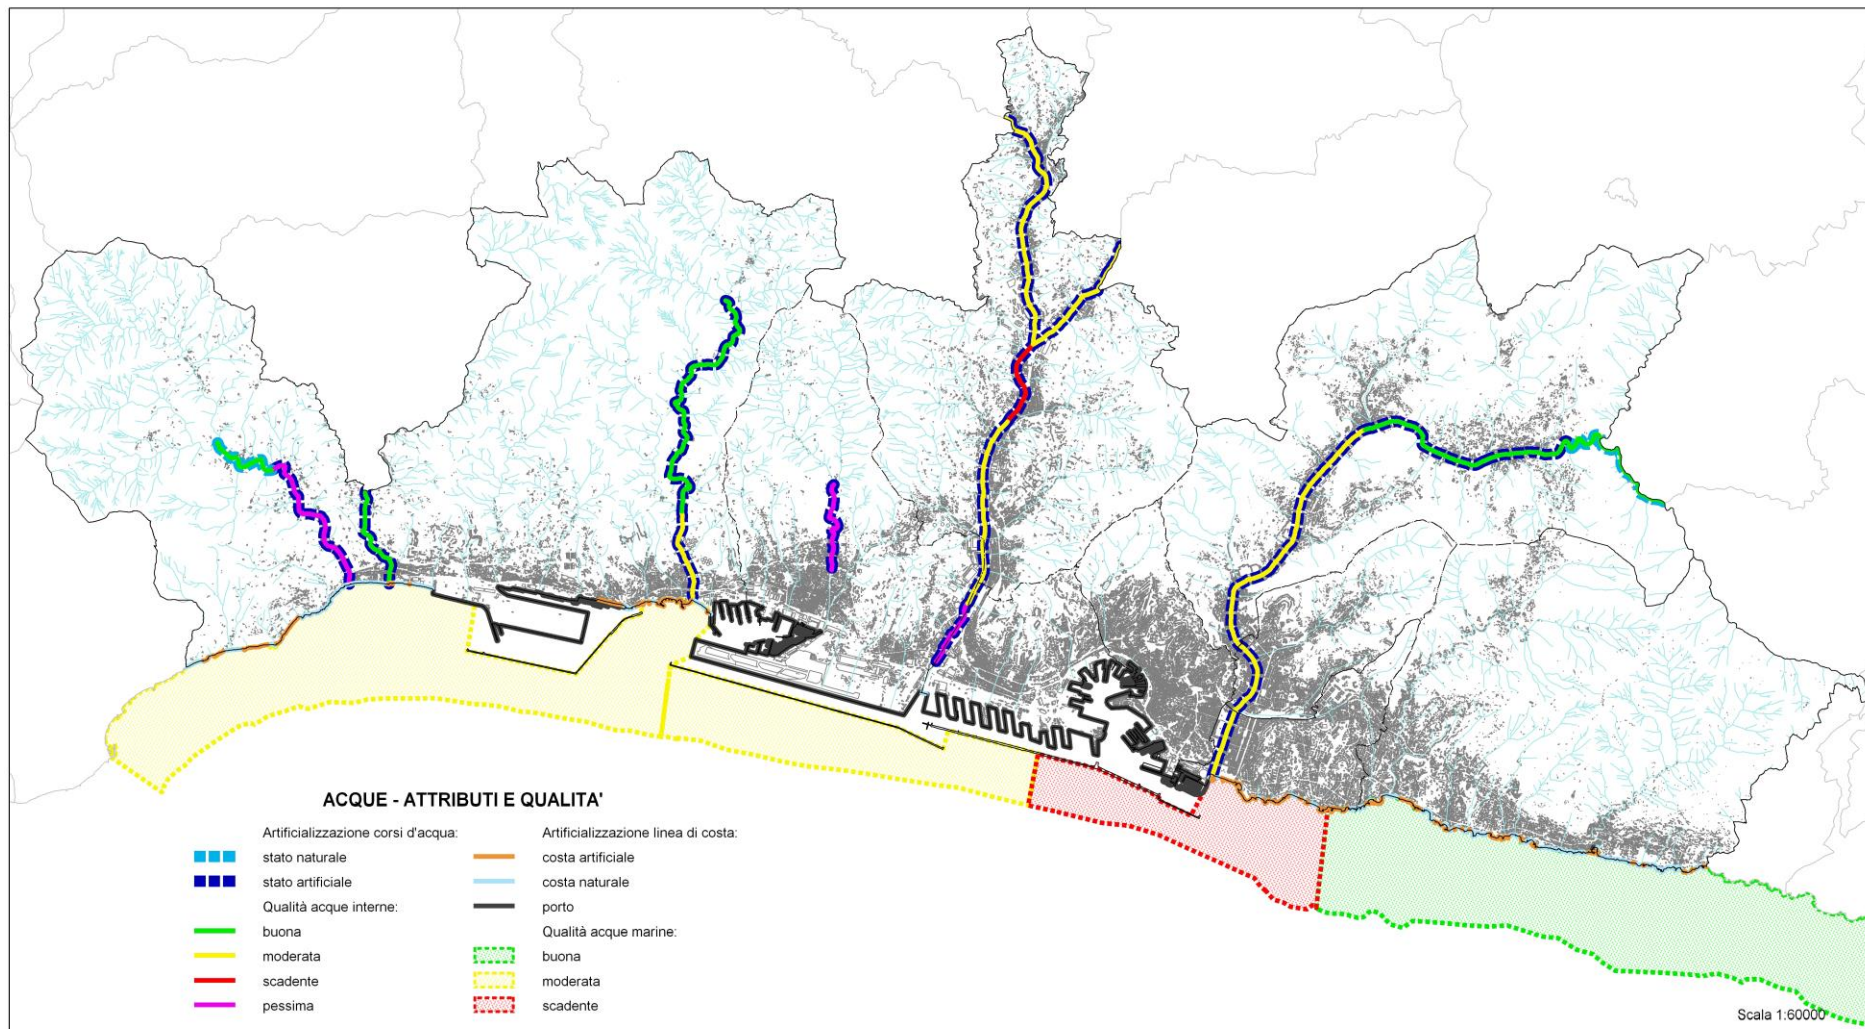 ACQUE - ATTRIBUTI E QUALITA'
Artificializzazione corsi d'acqua:
stato naturale
stato artificiale
Qualità acque interne:
buona
moderata
scadente
pessima
Artificializzazione linea di costa:
costa artificiale
costa naturale
porto
Qualità acque marine:
buona
moderata
scadente
Scala 1:60000